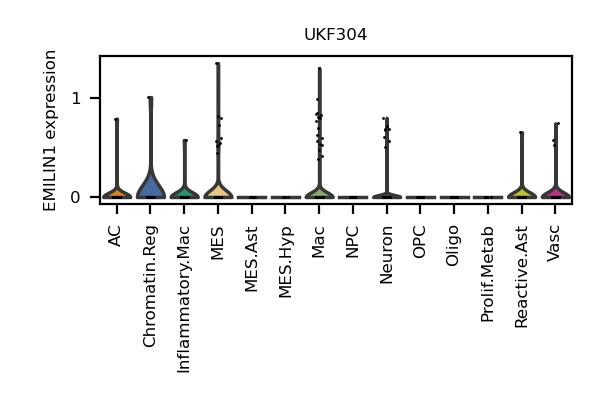 UKF304
EMILIN1 expression
1
0
AC
Chromatin.Reg
Inflammatory.Mac
MES
MES.Ast
MES.Hyp
Mac
NPC
Neuron
OPC
Oligo
Prolif.Metab
Reactive.Ast
Vasc